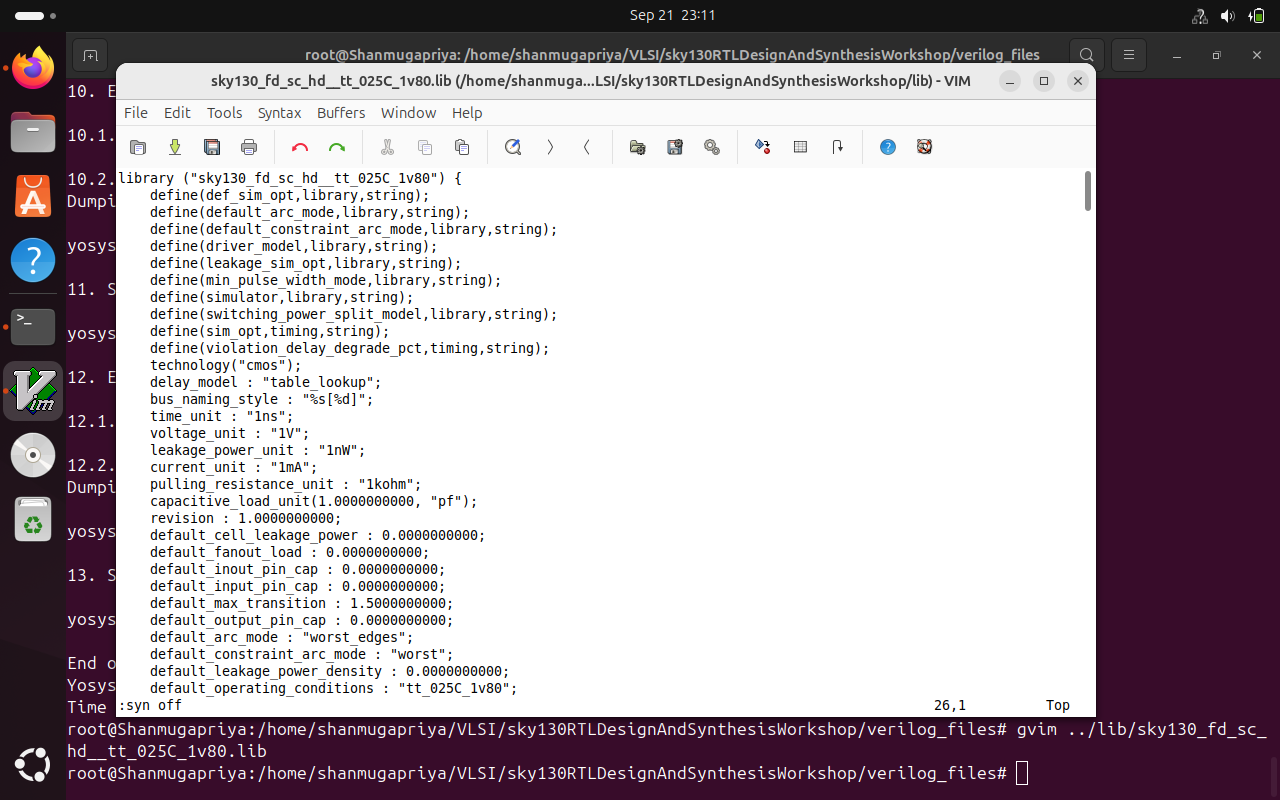 Sep 21 23:11
root@Shanmugapriya: /home/shanmugapriya/VLSI/sky130RTLDesignAndSynthesisWorkshop/verilog_files
sky130_fd_sc_hd__tt_025C_1v80.lib (/home/shanmuga...LSI/sky130RTLDesignAndSynthesisWorkshop/lib) - VIM
File Edit Tools Syntax Buffers Window Help
library ("sky130_fd_sc_hd__tt_025C_1v80") {
define(def_sim_opt,library,string);
define(default_arc_mode,library,string);
define(default_constraint_arc_mode,library,string);
define(driver_model,library,string);
define(leakage_sim_opt,library,string);
define(min_pulse_width_mode,library,string);
define(simulator,library,string);
define(switching_power_split_model,library,string);
define(sim_opt,timing,string);
define(violation_delay_degrade_pct,timing,string);
technology("cmos");
delay_model : "table_lookup";
bus_naming_style : "%s[%d]";
time_unit : "1ns";
voltage_unit : "1V";
leakage_power_unit : "1nW";
current_unit : "1mA";
pulling_resistance_unit : "1kohm";
capacitive_load_unit(1.0000000000, "pf");
revision : 1.0000000000;
default_cell_leakage_power : 0.0000000000;
default_fanout_load : 0.0000000000;
default_inout_pin_cap : 0.0000000000;
default_input_pin_cap : 0.0000000000;
default_max_transition : 1.5000000000;
default_output_pin_cap : 0.0000000000;
default_arc_mode : "worst_edges";
default_constraint_arc_mode : "worst";
default_leakage_power_density : 0.0000000000;
default_operating_conditions : "tt_025C_1v80";
:syn off 26,1 Top
10. E
10.1.
10.2.
Dumpi
yosys
11. S
yosys
12. E
12.1.
12.2.
Dumpi
yosys
13. S
yosys
End o
Yosys
Time
root@Shanmugapriya:/home/shanmugapriya/VLSI/sky130RTLDesignAndSynthesisWorkshop/verilog_files# gvim ../lib/sky130_fd_sc_
hd__tt_025C_1v80.lib
root@Shanmugapriya:/home/shanmugapriya/VLSI/sky130RTLDesignAndSynthesisWorkshop/verilog_files#